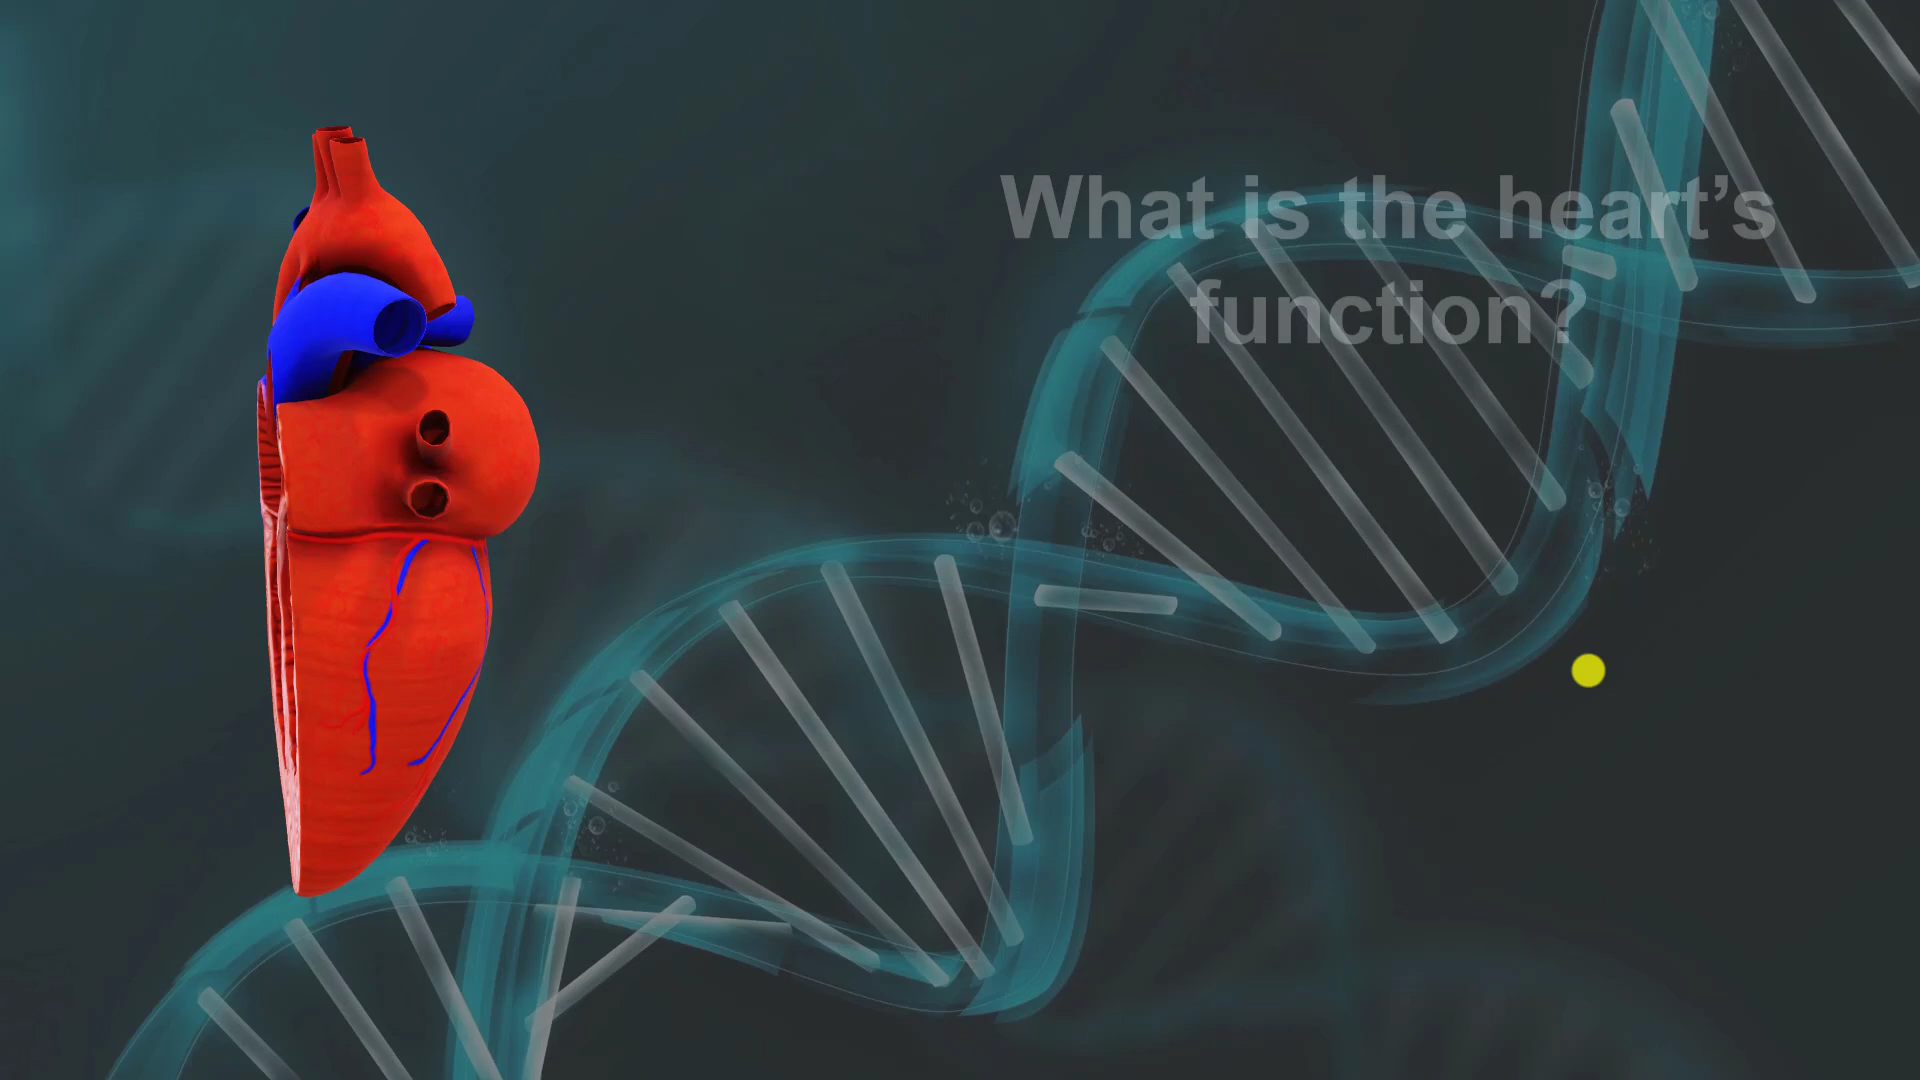 What is the heart’s
function?